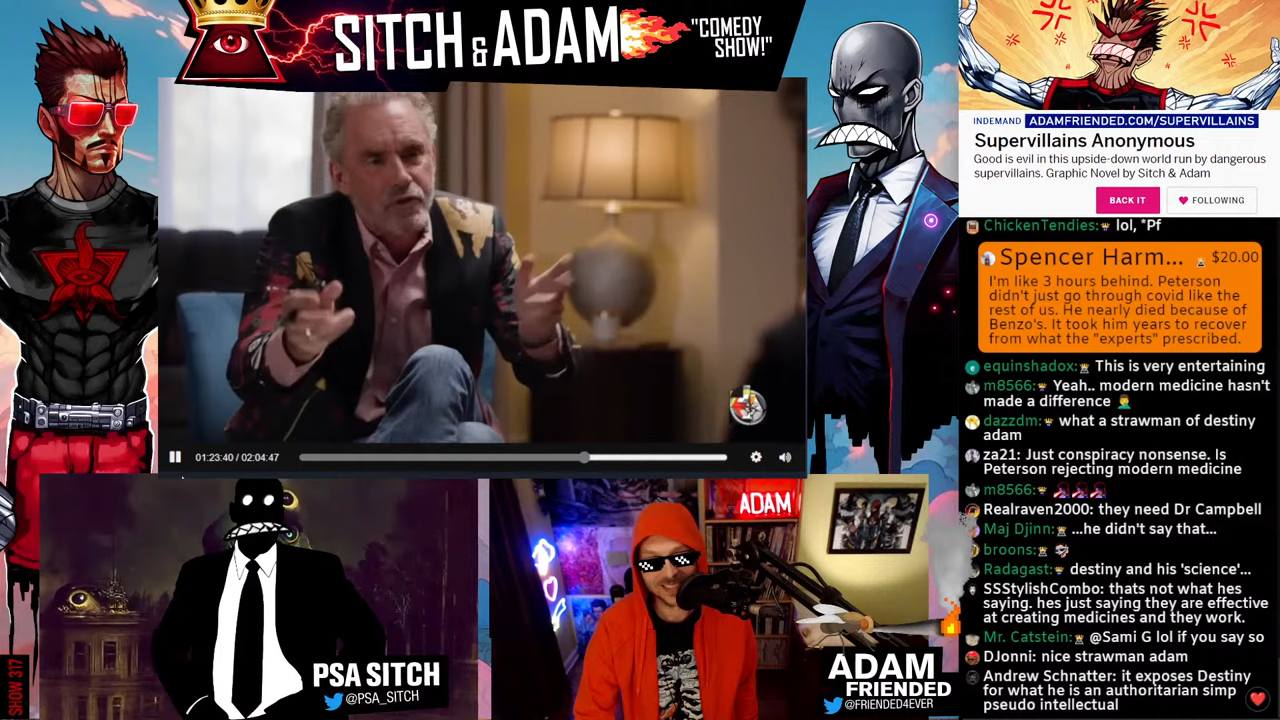 SITCH & ADAM
"COMEDY
SHOW!"
01:23:40 / 02:04:47
PSA SITCH
@PSA_SITCH
ADAM
ADAM
FRIENDED
@FRIENDED4EVER
SHOW 317
INDEMAND ADAMFRIENDED.COM/SUPERVILLAINS
Supervillains Anonymous
Good is evil in this upside-down world run by dangerous
supervillains. Graphic Novel by Sitch & Adam
BACK IT
FOLLOWING
ChickenTendies: lol, *Pf
Spencer Harm... $20.00
I'm like 3 hours behind. Peterson
didn't just go through covid like the
rest of us. He nearly died because of
Benzo's. It took him years to recover
from what the "experts" prescribed.
equinshadox: This is very entertaining
m8566: Yeah.. modern medicine hasn't
made a difference
dazzdm: what a strawman of destiny
adam
za21: Just conspiracy nonsense. Is
Peterson rejecting modern medicine
m8566:
Realraven2000: they need Dr Campbell
Maj Djinn: ...he didn't say that...
broons:
Radagast: destiny and his 'science'...
SSStylishCombo: thats not what hes
saying. hes just saying they are effective
at creating medicines and they work.
Mr. Catstein: @Sami G lol if you say so
DJonni: nice strawman adam
Andrew Schnatter: it exposes Destiny
for what he is an authoritarian simp
pseudo intellectual